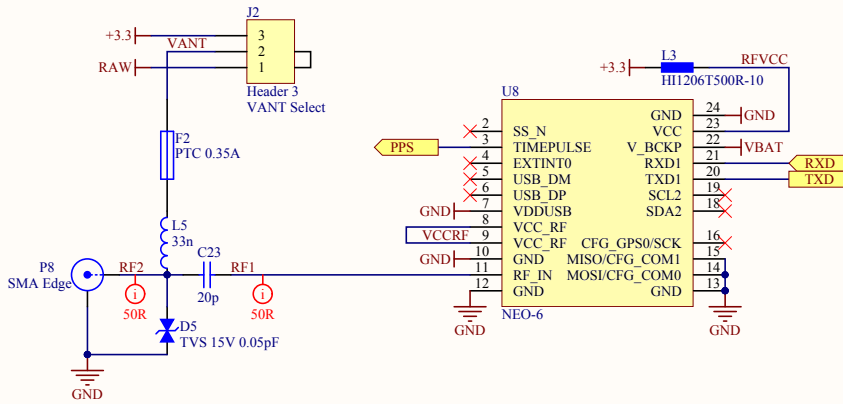 J2
+3.3
VANT
3
2
1
RAW
Header 3
VANT Select
F2
PTC 0.35A
L5
33n
C23
20p
P8
SMA Edge
RF2
RF1
i
50R
i
50R
D5
TVS 15V 0.05pF
GND
L3
RFVCC
+3.3
HI1206T500R-10
U8
2 SS_N
PPS 3 TIMEPULSE
4 EXTINT0
5 USB_DM
6 USB_DP
GND 7 VDDUSB
8 VCC_RF
VCCRF 9 VCC_RF
GND 10 GND
11 RF_IN
12 GND
GND
GND 24 GND
VCC 23
V_BCKP 22 VBAT
RXD1 21 RXD
TXD1 20 TXD
SCL2 19
SDA2 18
CFG_GPS0/SCK 16
MISO/CFG_COM1 15
MOSI/CFG_COM0 14
GND 13
GND
NEO-6